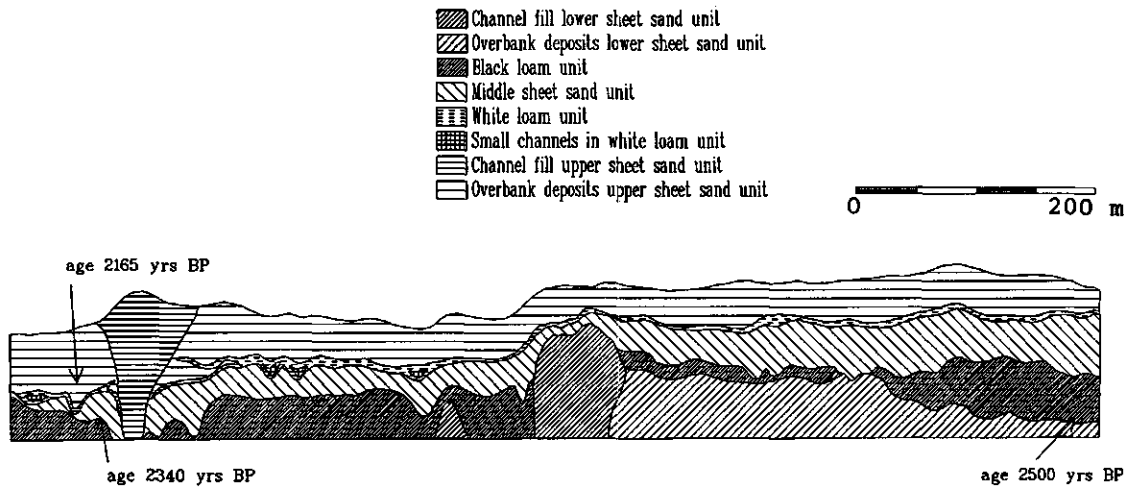 Channel fill lower sheet sand unit
Overbank deposits lower sheet sand unit
Black loam unit
Middle sheet sand unit
White loam unit
Small channels in white loam unit
Channel fill upper sheet sand unit
Overbank deposits upper sheet sand unit
0 200 m
age 2165 yrs BP
age 2340 yrs BP
age 2500 yrs BP